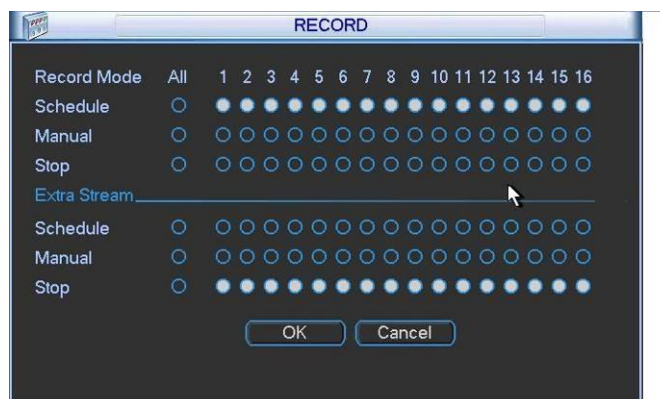 RECORD
Record Mode All 1 2 3 4 5 6 7 8 9 10 11 12 13 14 15 16
Schedule
Manual
Stop
Extra Stream
Schedule
Manual
Stop
OK Cancel